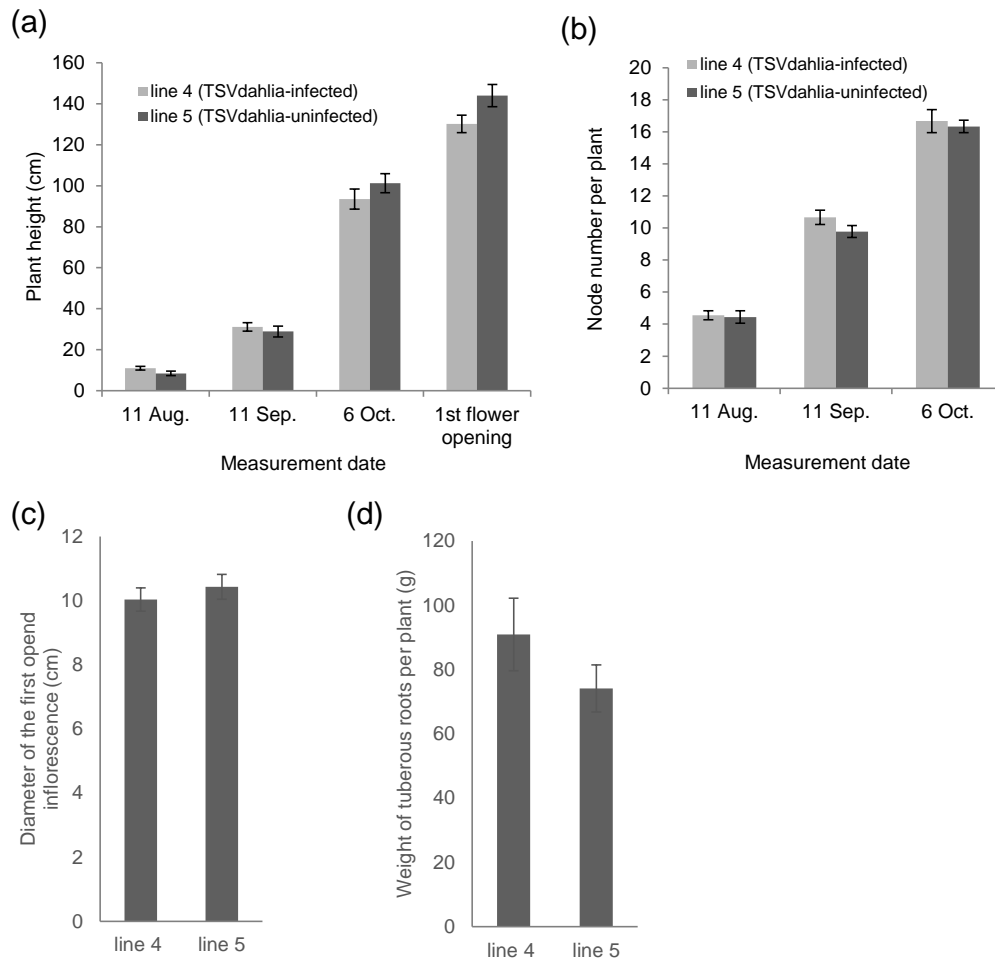 (a)
160
140
120
100
80
60
40
20
0
Plant height (cm)
line 4 (TSVdahlia-infected)
line 5 (TSVdahlia-uninfected)
11 Aug.
11 Sep.
6 Oct.
1st flower
opening
Measurement date
(b)
20
18
16
14
12
10
8
6
4
2
0
Node number per plant
line 4 (TSVdahlia-infected)
line 5 (TSVdahlia-uninfected)
11 Aug.
11 Sep.
6 Oct.
Measurement date
(c)
12
10
8
6
4
2
0
Diameter of the first opend
inflorescence (cm)
line 4
line 5
(d)
120
100
80
60
40
20
0
Weight of tuberous roots per plant (g)
line 4
line 5